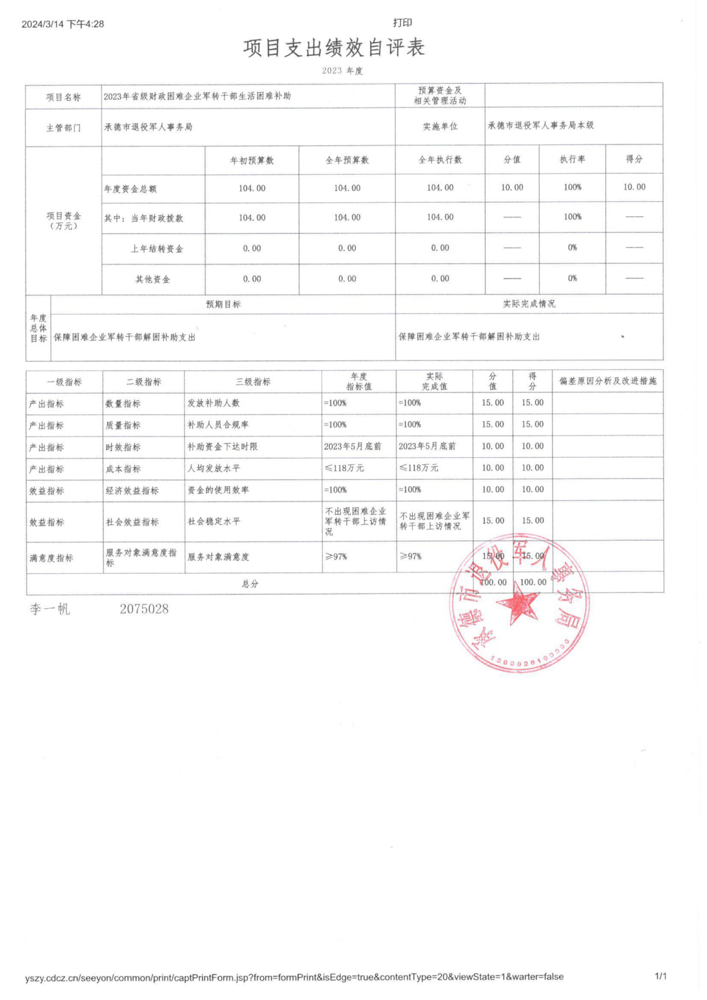 2024/3/14 下午4:28 打印
项目支出绩效自评表
2023 年度
项目名称 2023年省级财政困难企业军转干部生活困难补助 预算资金及
相关管理活动
主管部门 承德市退役军人事务局 实施单位 承德市退役军人事务局本级
项目资金
（万元）
年初预算数 全年预算数 全年执行数 分值 执行率 得分
年度资金总额 104.00 104.00 104.00 10.00 100% 10.00
其中：当年财政拨款 104.00 104.00 104.00 —— 100% ——
上年结转资金 0.00 0.00 0.00 —— 0% ——
其他资金 0.00 0.00 0.00 —— 0% ——
年度
总体
目标
预期目标 实际完成情况
保障困难企业军转干部解困补助支出 保障困难企业军转干部解困补助支出
一级指标 二级指标 三级指标 年度
指标值 实际
完成值 分
值 得
分 偏差原因分析及改进措施
产出指标 数量指标 发放补助人数 =100% =100% 15.00 15.00
产出指标 质量指标 补助人员合规率 =100% =100% 15.00 15.00
产出指标 时效指标 补助资金下达时限 2023年5月底前 2023年5月底前 10.00 10.00
产出指标 成本指标 人均发放水平 ≤118万元 ≤118万元 10.00 10.00
效益指标 经济效益指标 资金的使用效率 =100% =100% 10.00 10.00
效益指标 社会效益指标 社会稳定水平 不出现困难企业
军转干部上访情
况 不出现困难企业军
转干部上访情况 15.00 15.00
满意度指标 服务对象满意度指
标 服务对象满意度 ≥97% ≥97% 15.00 15.00
总分 100.00 100.00
李一帆 2075028
承德市退役军人事务局
yszy.cdcz.cn/seeyon/common/print/captPrintForm.jsp?from=formPrint&isEdge=true&contentType=20&viewState=1&warter=false 1/1